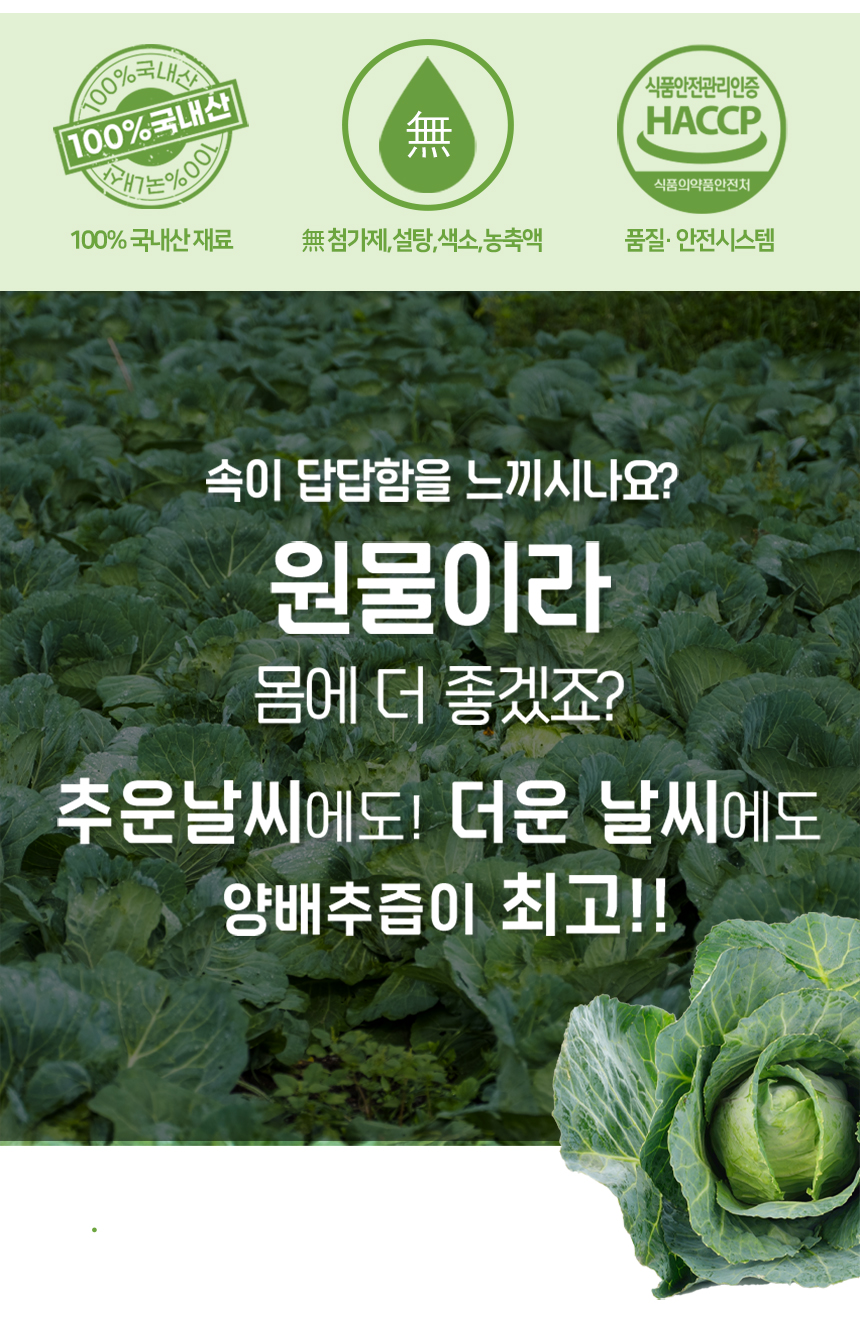 100%국내산
100%국내산
100%국내산
無
식품안전관리인증
HACCP
식품의약품안전처
100% 국내산 재료
無 첨가제,설탕,색소,농축액
품질· 안전시스템
속이 답답함을 느끼시나요?
원물이라
몸에 더 좋겠죠?
추운날씨에도! 더운 날씨에도
양배추즙이 최고!!